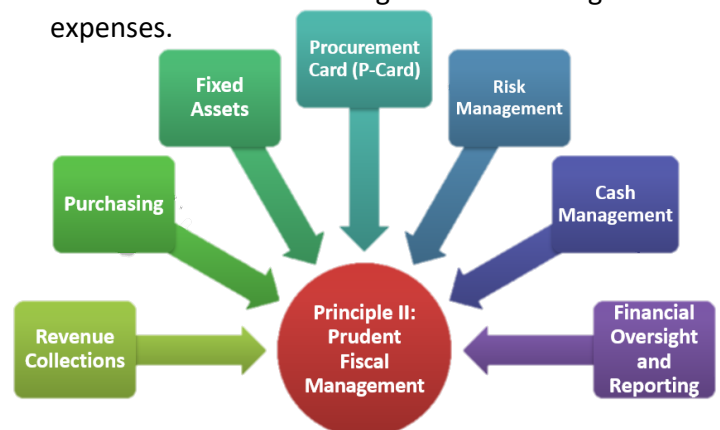 expenses.
Procurement
Card (P-Card)
Fixed
Assets
Risk
Management
Purchasing
Cash
Management
Revenue
Collections
Principle II:
Prudent
Fiscal
Management
Financial
Oversight
and
Reporting